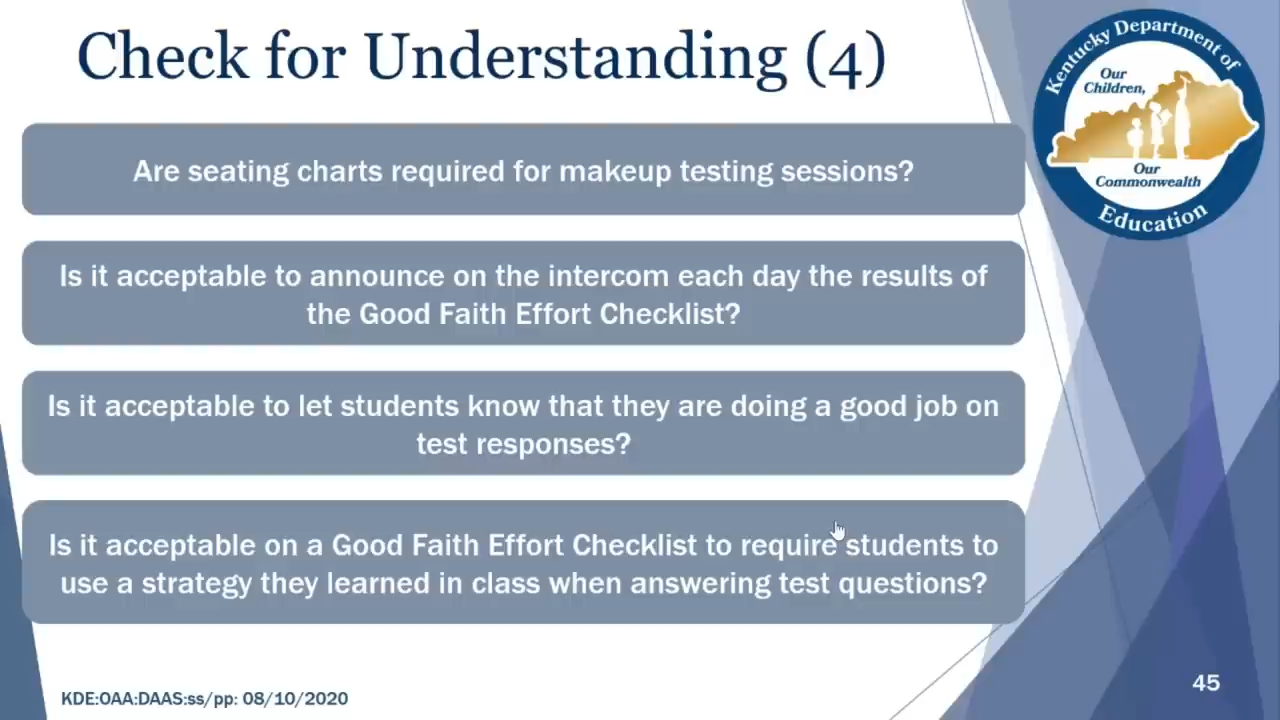 Check for Understanding (4)
Kentucky Department of
Our
Children,
Our
Commonwealth
Education
Are seating charts required for makeup testing sessions?
Is it acceptable to announce on the intercom each day the results of
the Good Faith Effort Checklist?
Is it acceptable to let students know that they are doing a good job on
test responses?
Is it acceptable on a Good Faith Effort Checklist to require students to
use a strategy they learned in class when answering test questions?
KDE:OAA:DAAS:ss/pp: 08/10/2020
45